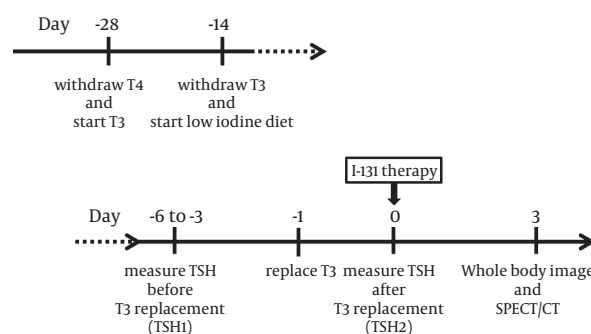 Day -28 -14
withdraw T4 withdraw T3
and and
start T3 start low iodine diet
I-131 therapy
Day -6 to -3 -1 0 3
measure TSH replace T3 measure TSH Whole body image
before after and
T3 replacement T3 replacement SPECT/CT
(TSH1) (TSH2)